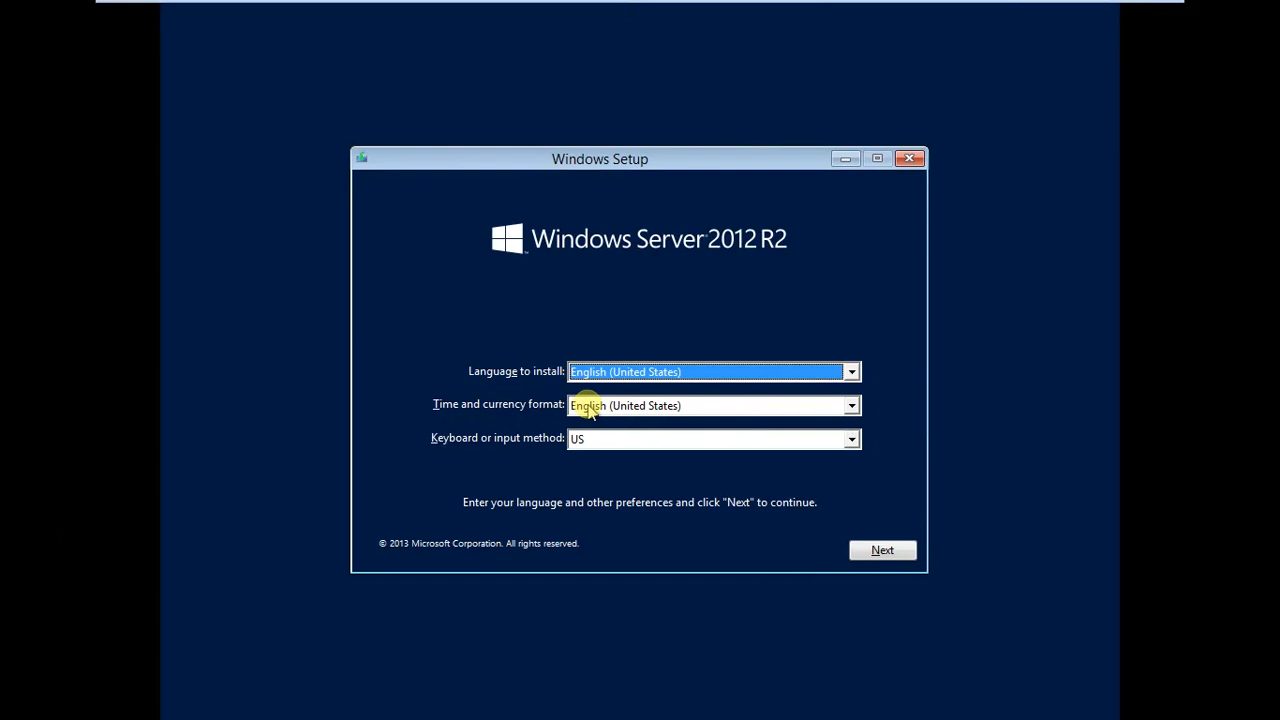 Windows Setup
Windows Server 2012 R2
Language to install: English (United States)
Time and currency format: English (United States)
Keyboard or input method: US
Enter your language and other preferences and click "Next" to continue.
© 2013 Microsoft Corporation. All rights reserved.
Next